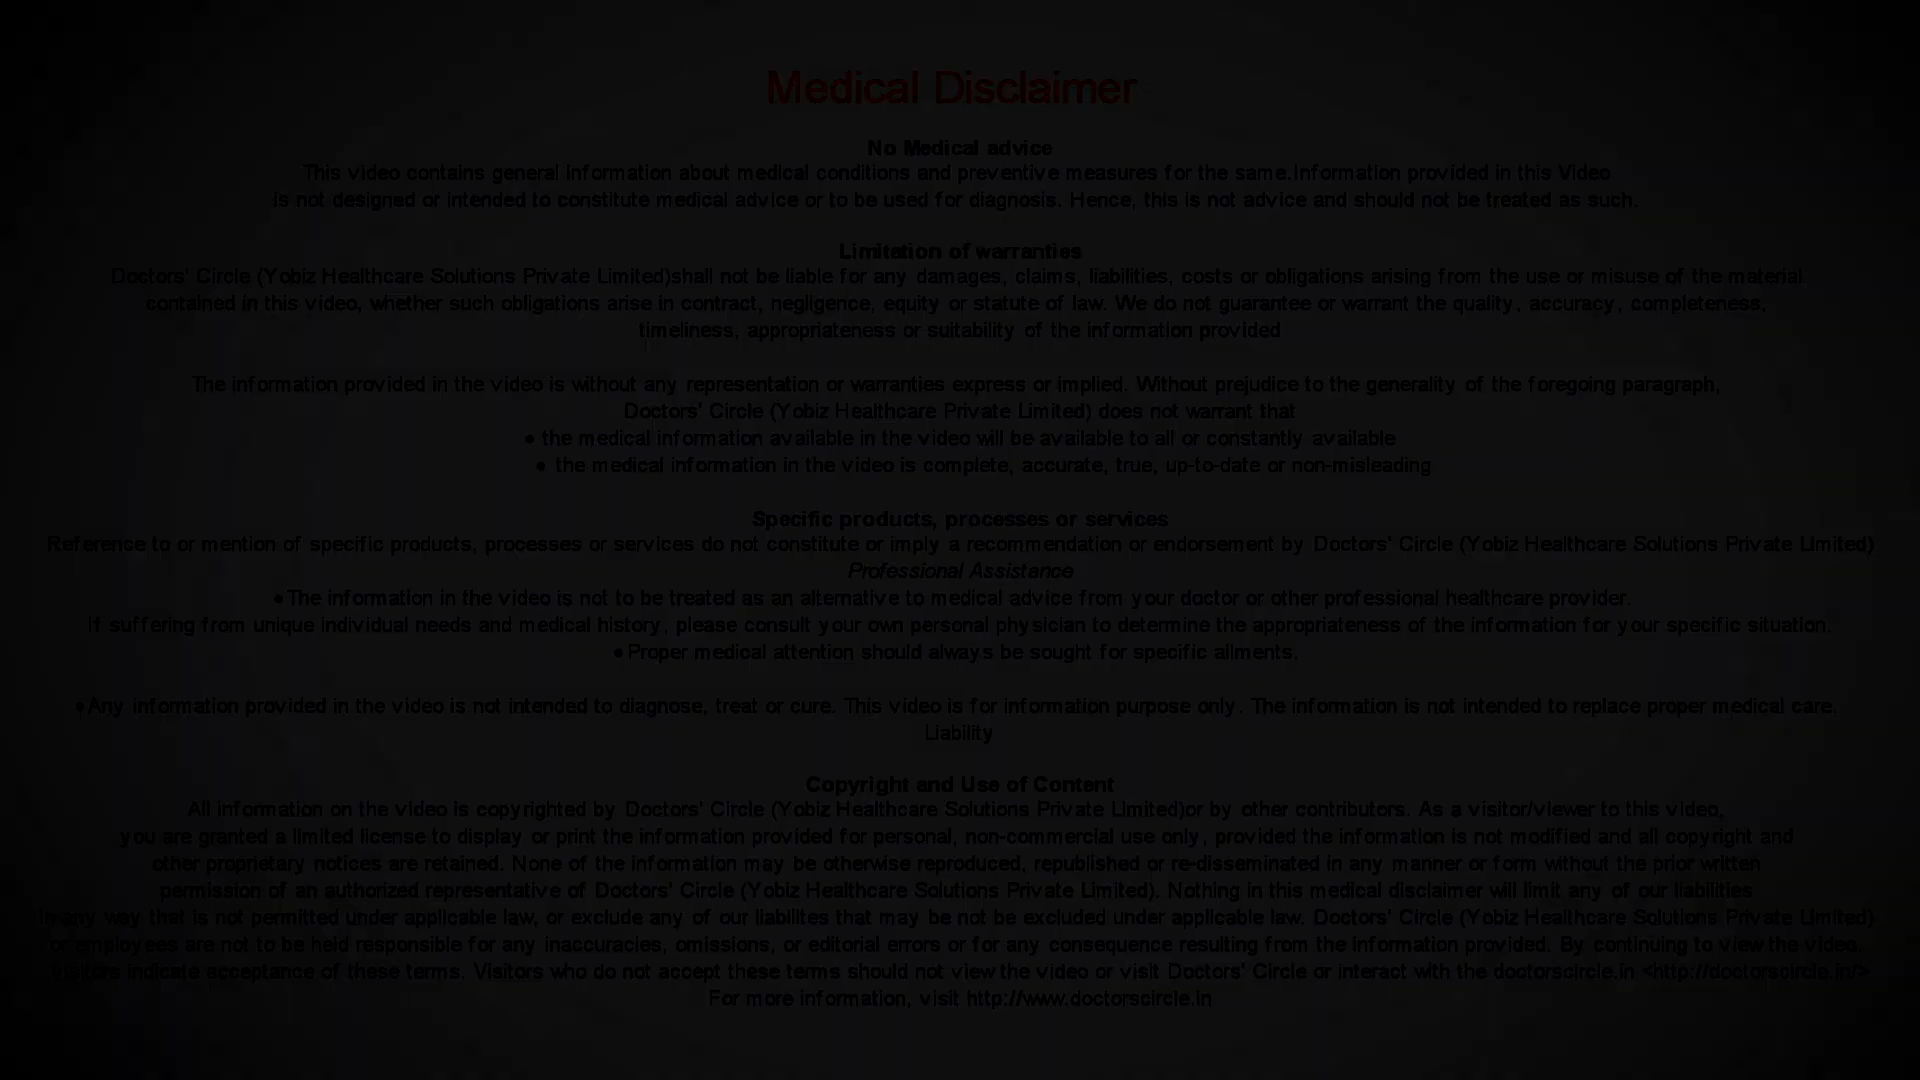 Medical Disclaimer
No Medical advice
This video contains general information about medical conditions and preventive measures for the same.Information provided in this Video
is not designed or intended to constitute medical advice or to be used for diagnosis. Hence, this is not advice and should not be treated as such.
Limitation of warranties
Doctors' Circle (Yobiz Healthcare Solutions Private Limited)shall not be liable for any damages, claims, liabilities, costs or obligations arising from the use or misuse of the material
contained in this video, whether such obligations arise in contract, negligence, equity or statute of law. We do not guarantee or warrant the quality, accuracy, completeness,
timeliness, appropriateness or suitability of the information provided
The information provided in the video is without any representation or warranties express or implied. Without prejudice to the generality of the foregoing paragraph,
Doctors' Circle (Yobiz Healthcare Private Limited) does not warrant that
● the medical information available in the video will be available to all or constantly available
● the medical information in the video is complete, accurate, true, up-to-date or non-misleading
Specific products, processes or services
Reference to or mention of specific products, processes or services do not constitute or imply a recommendation or endorsement by Doctors' Circle (Yobiz Healthcare Solutions Private Limited)
Professional Assistance
●The information in the video is not to be treated as an alternative to medical advice from your doctor or other professional healthcare provider.
If suffering from unique individual needs and medical history, please consult your own personal physician to determine the appropriateness of the information for your specific situation.
●Proper medical attention should always be sought for specific ailments.
●Any information provided in the video is not intended to diagnose, treat or cure. This video is for information purpose only. The information is not intended to replace proper medical care.
Liability
Copyright and Use of Content
All information on the video is copyrighted by Doctors' Circle (Yobiz Healthcare Solutions Private Limited)or by other contributors. As a visitor/viewer to this video,
you are granted a limited license to display or print the information provided for personal, non-commercial use only, provided the information is not modified and all copyright and
other proprietary notices are retained. None of the information may be otherwise reproduced, republished or re-disseminated in any manner or form without the prior written
permission of an authorized representative of Doctors' Circle (Yobiz Healthcare Solutions Private Limited). Nothing in this medical disclaimer will limit any of our liabilities
in any way that is not permitted under applicable law, or exclude any of our liabilites that may be not be excluded under applicable law. Doctors' Circle (Yobiz Healthcare Solutions Private Limited)
or employees are not to be held responsible for any inaccuracies, omissions, or editorial errors or for any consequence resulting from the information provided. By continuing to view the video,
visitors indicate acceptance of these terms. Visitors who do not accept these terms should not view the video or visit Doctors' Circle or interact with the doctorscircle.in <http://doctorscircle.in/>
For more information, visit http://www.doctorscircle.in